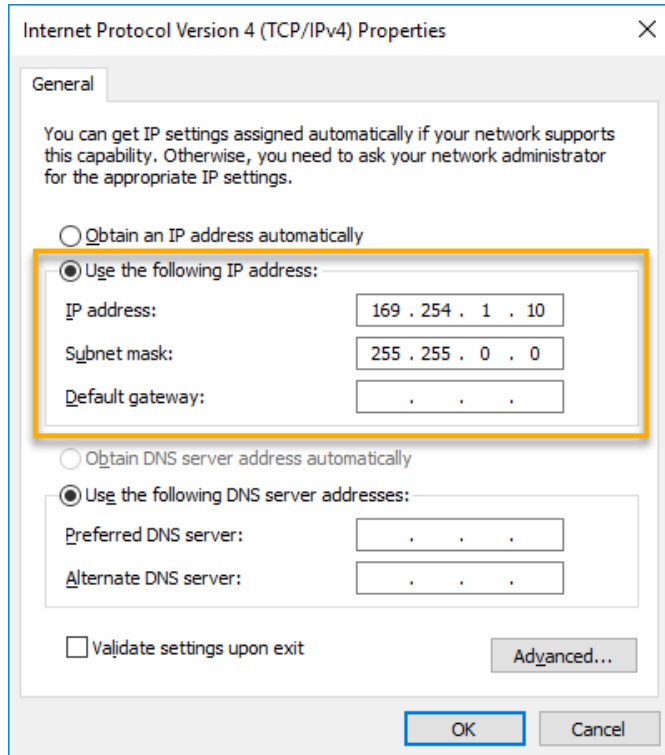 Internet Protocol Version 4 (TCP/IPv4) Properties
General
You can get IP settings assigned automatically if your network supports
this capability. Otherwise, you need to ask your network administrator
for the appropriate IP settings.
Obtain an IP address automatically
Use the following IP address:
IP address: 169 . 254 . 1 . 10
Subnet mask: 255 . 255 . 0 . 0
Default gateway: . . .
Obtain DNS server address automatically
Use the following DNS server addresses:
Preferred DNS server: . . .
Alternate DNS server: . . .
Validate settings upon exit
Advanced...
OK Cancel